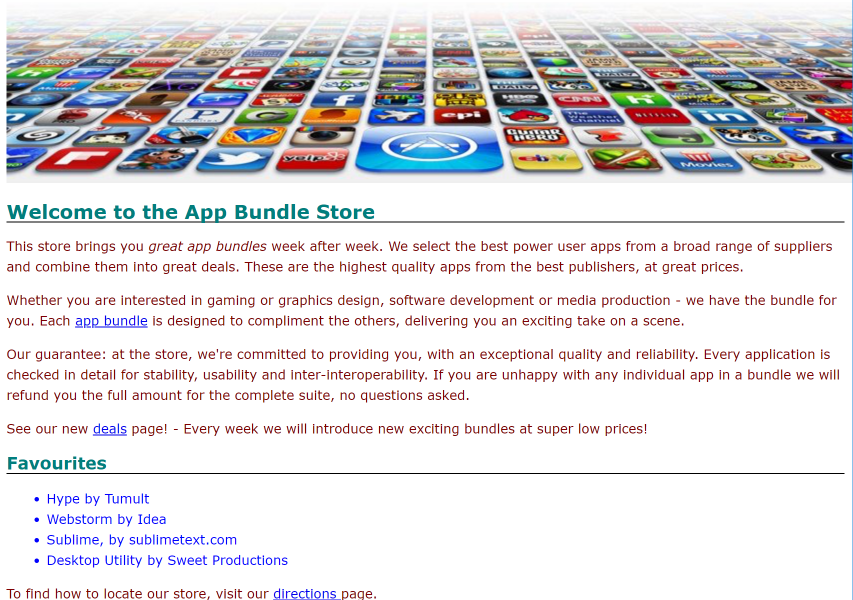 yelp
ebY
epi
GUITAR
HERO
CNN
NETFLIX
Movies
Welcome to the App Bundle Store
This store brings you great app bundles week after week. We select the best power user apps from a broad range of suppliers
and combine them into great deals. These are the highest quality apps from the best publishers, at great prices.
Whether you are interested in gaming or graphics design, software development or media production - we have the bundle for
you. Each app bundle is designed to compliment the others, delivering you an exciting take on a scene.
Our guarantee: at the store, we're committed to providing you, with an exceptional quality and reliability. Every application is
checked in detail for stability, usability and inter-interoperability. If you are unhappy with any individual app in a bundle we will
refund you the full amount for the complete suite, no questions asked.
See our new deals page! - Every week we will introduce new exciting bundles at super low prices!
Favourites
• Hype by Tumult
• Webstorm by Idea
• Sublime, by sublimetext.com
• Desktop Utility by Sweet Productions
To find how to locate our store, visit our directions page.